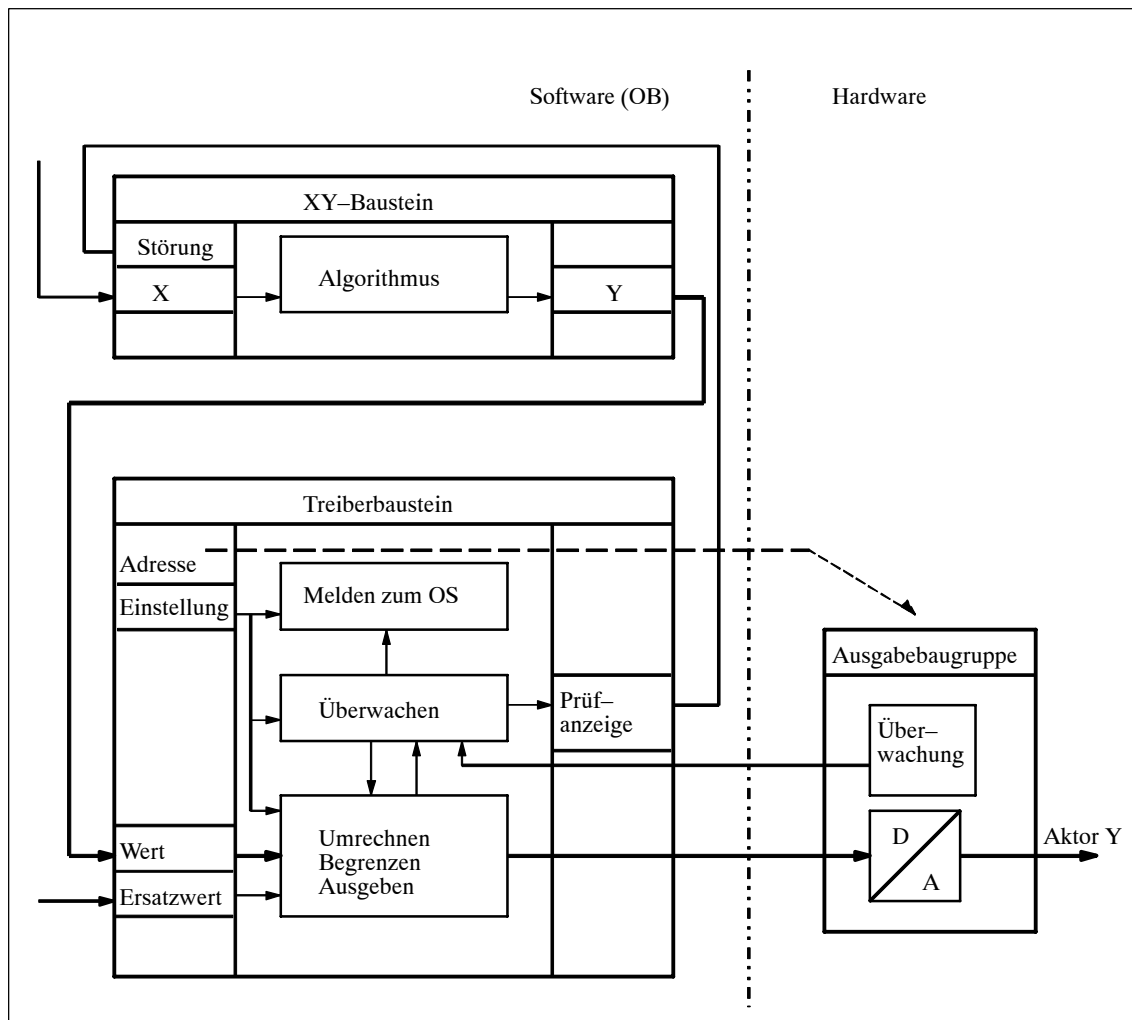 Software (OB)
Hardware
XY–Baustein
Störung
Algorithmus
X
Y
Treiberbaustein
Adresse
Einstellung
Melden zum OS
Überwachen
Prüf–
anzeige
Umrechnen
Begrenzen
Ausgeben
Wert
Ersatzwert
Ausgabebaugruppe
Über–
wachung
D
A
Aktor Y